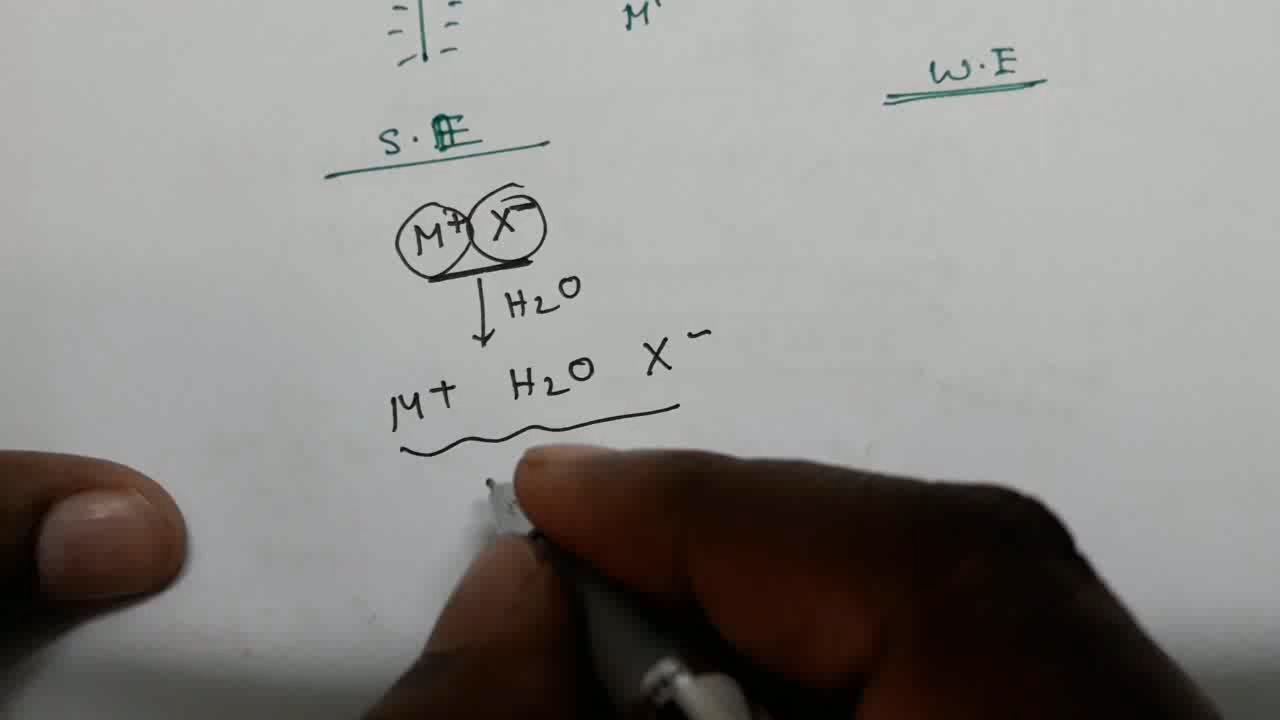 W.E
S.E
M+ X-
H2O
M+ H2O X-